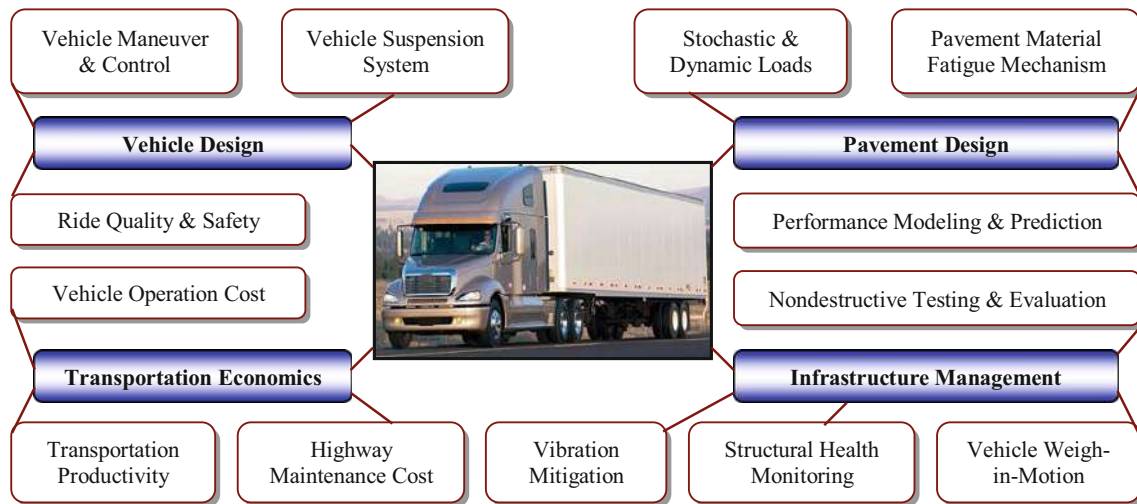 Vehicle Maneuver
& Control
Vehicle Suspension
System
Stochastic &
Dynamic Loads
Pavement Material
Fatigue Mechanism
Vehicle Design
Pavement Design
Ride Quality & Safety
Performance Modeling & Prediction
Vehicle Operation Cost
Nondestructive Testing & Evaluation
Transportation Economics
Infrastructure Management
Transportation
Productivity
Highway
Maintenance Cost
Vibration
Mitigation
Structural Health
Monitoring
Vehicle Weigh-
in-Motion